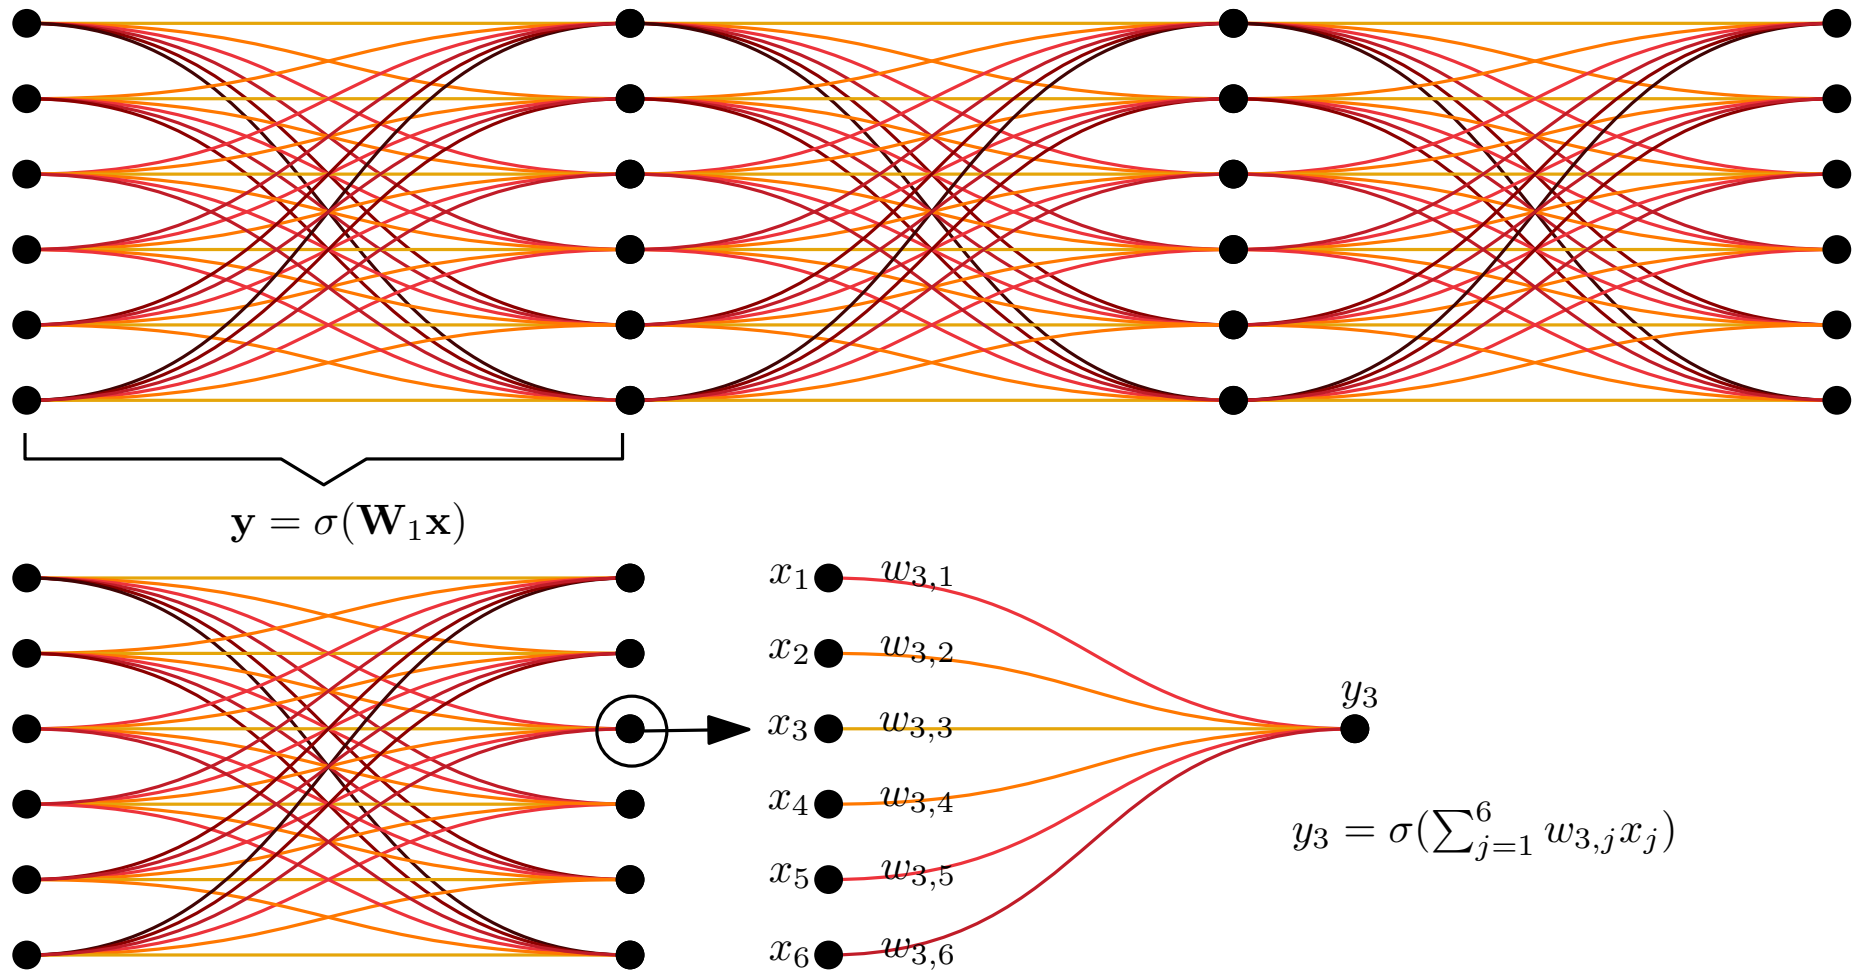 y = σ(W₁x)
x₁ w₃,₁
x₂ w₃,₂
x₃ w₃,₃
y₃
x₄ w₃,₄
y₃ = σ(∑⁶ⱼ₌₁ w₃,ⱼxⱼ)
x₅ w₃,₅
x₆ w₃,₆